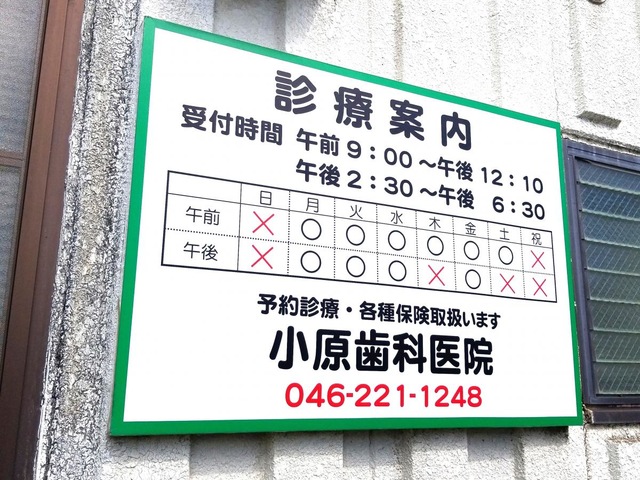 診療案内
受付時間 午前 9：00 ～午後 12：10
午後 2：30 ～午後 6：30
日 月 火 水 木 金 土 祝
午前 × ○ ○ ○ ○ ○ ○ ×
午後 × ○ ○ ○ × ○ × ×
予約診療・各種保険取扱います
小原歯科医院
046-221-1248